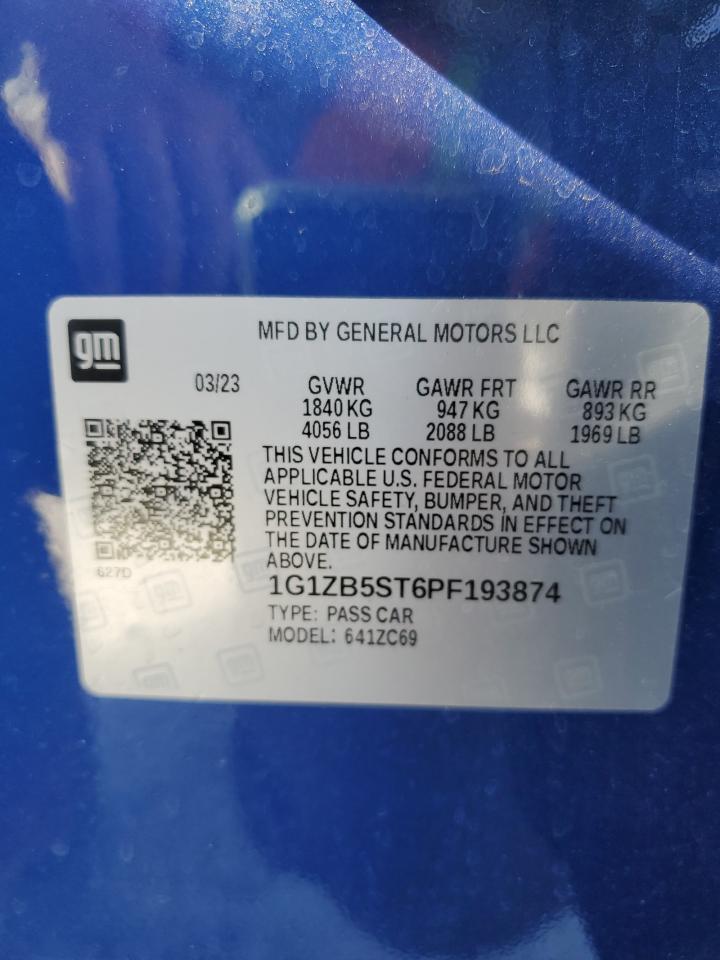 gm
MFD BY GENERAL MOTORS LLC
03/23 GVWR GAWR FRT GAWR RR
1840 KG 947 KG 893 KG
4056 LB 2088 LB 1969 LB
THIS VEHICLE CONFORMS TO ALL
APPLICABLE U.S. FEDERAL MOTOR
VEHICLE SAFETY, BUMPER, AND THEFT
PREVENTION STANDARDS IN EFFECT ON
THE DATE OF MANUFACTURE SHOWN
ABOVE.
627D
1G1ZB5ST6PF193874
TYPE: PASS CAR
MODEL: 641ZC69